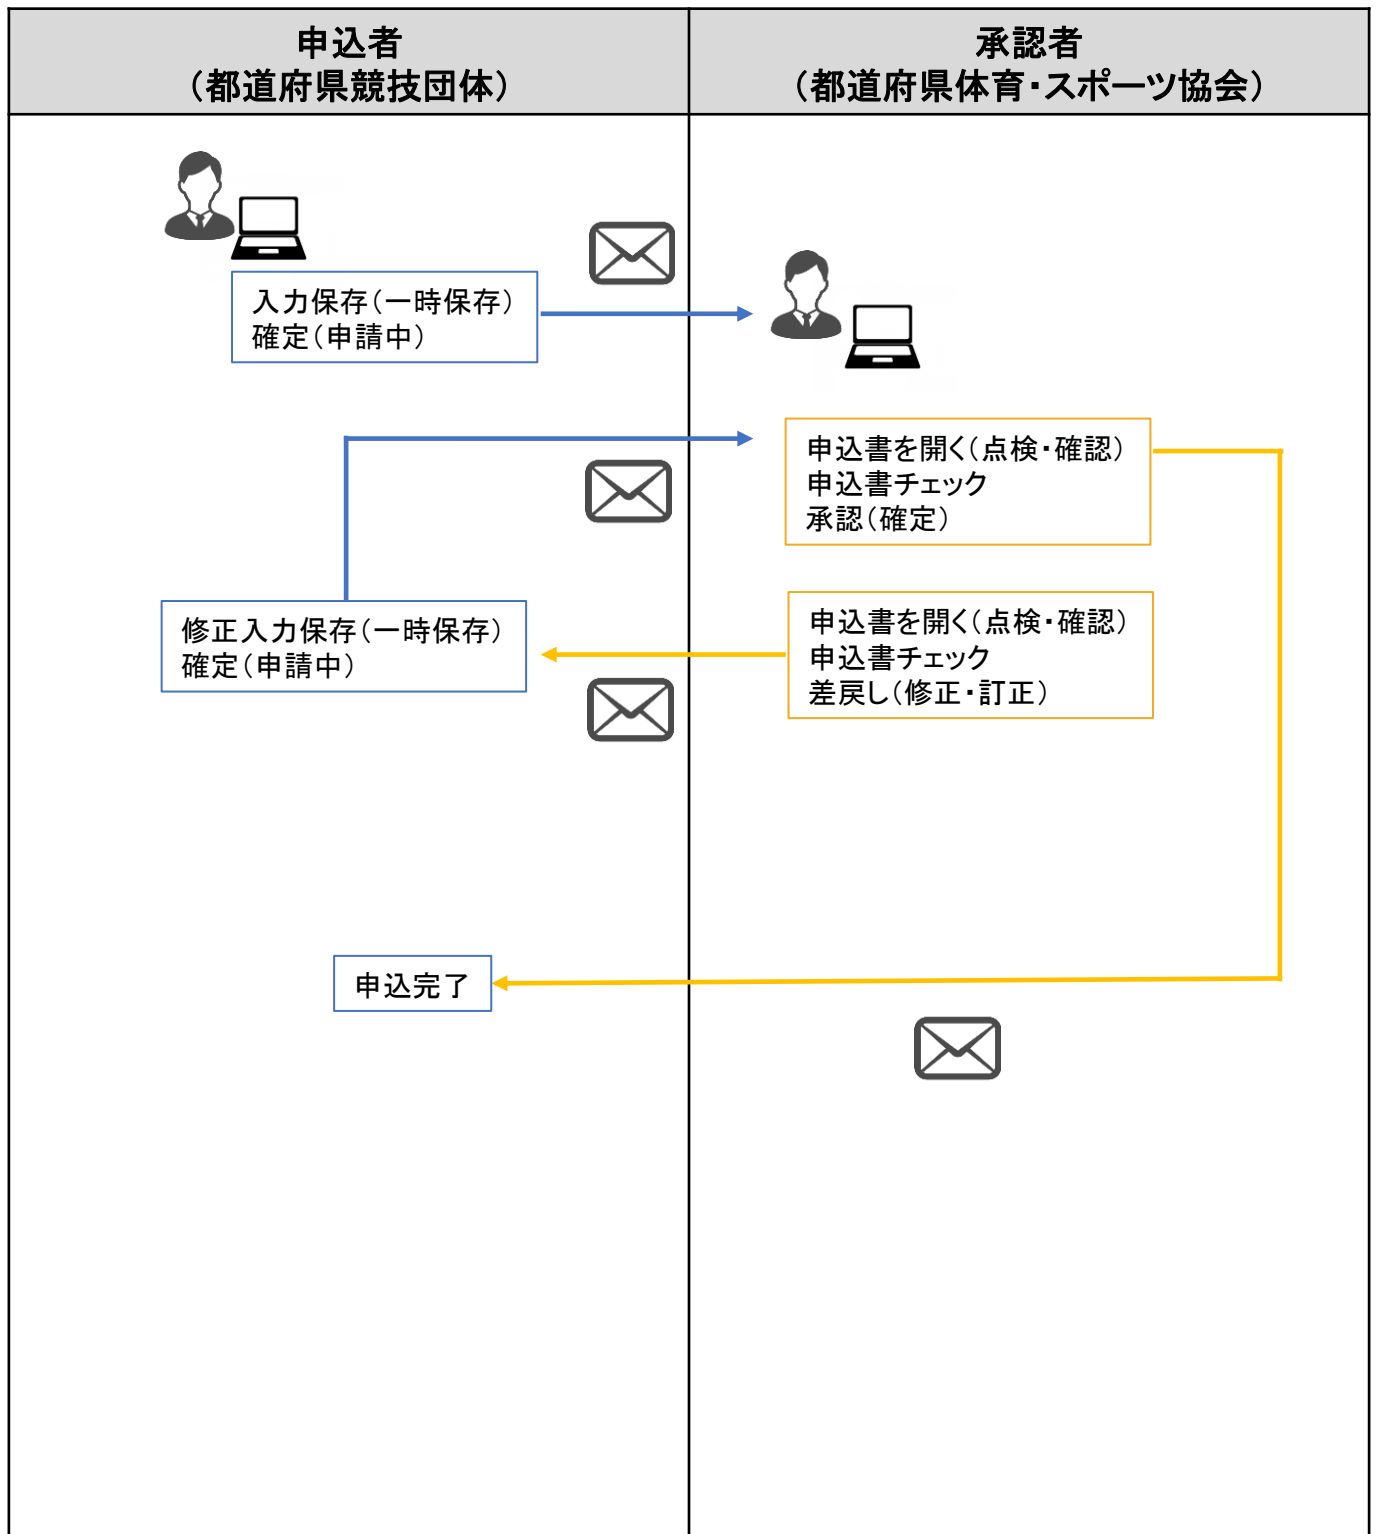 申込者
（都道府県競技団体）
承認者
（都道府県体育・スポーツ協会）
入力保存（一時保存）
確定（申請中）
申込書を開く（点検・確認）
申込書チェック
承認（確定）
修正入力保存（一時保存）
確定（申請中）
申込書を開く（点検・確認）
申込書チェック
差戻し（修正・訂正）
申込完了